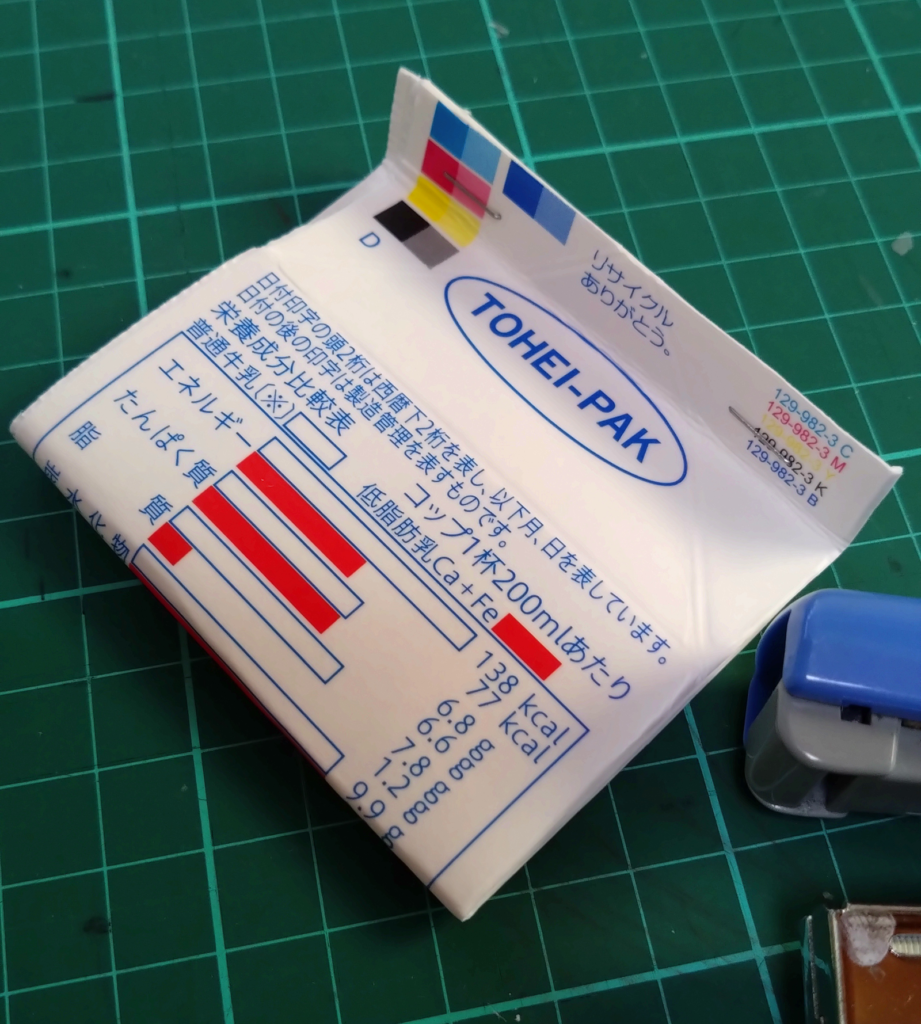 D
リサイクル
ありがとう。
TOHEI-PAK
129-982-3 C
129-982-3 M
129-982-3 K
129-982-3 B
日付印字の頭2桁は西暦下2桁を表し、以下月、日を表しています。
日付の後の印字は製造管理を表すものです。
栄養成分比較表 コップ1杯200mlあたり
普通牛乳(※) 低脂肪乳Ca+Fe
エネルギー 138 kcal
77 kcal
たんぱく質 6.8 g
6.6 g
脂質 7.8 g
1.2 g
炭水化物 9.9 g